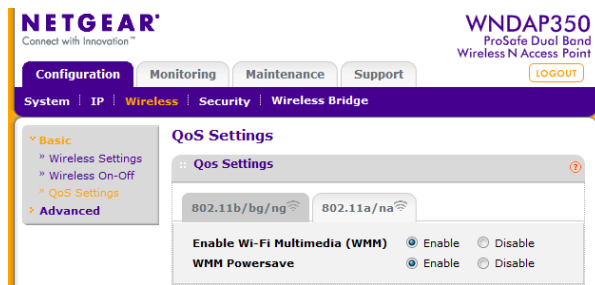 NETGEAR®
Connect with Innovation™
WNDAP350
ProSafe Dual Band
Wireless N Access Point
Configuration Monitoring Maintenance Support
LOGOUT
System IP Wireless Security Wireless Bridge
Basic
» Wireless Settings
» Wireless On-Off
» QoS Settings
Advanced
QoS Settings
Qos Settings
?
802.11b/bg/ng 802.11a/na
Enable Wi-Fi Multimedia (WMM) Enable Disable
WMM Powersave Enable Disable